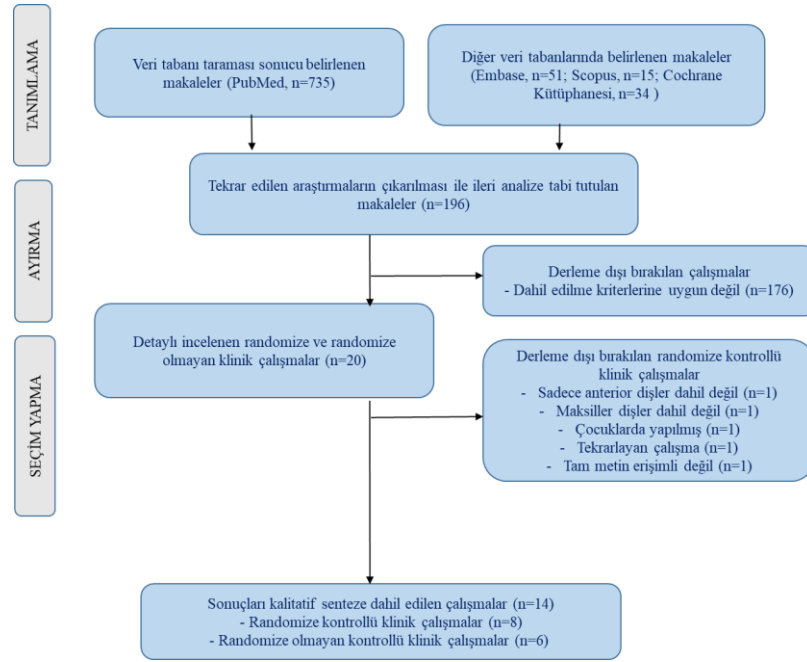 TANIMLAMA
Veri tabanı taraması sonucu belirlenen
makaleler (PubMed, n=735)
Diğer veri tabanlarında belirlenen makaleler
(Embase, n=51; Scopus, n=15; Cochrane
Kütüphanesi, n=34 )
Tekrar edilen araştırmaların çıkarılması ile ileri analize tabi tutulan
makaleler (n=196)
AYIRMA
Derleme dışı bırakılan çalışmalar
- Dahil edilme kriterlerine uygun değil (n=176)
Detaylı incelenen randomize ve randomize
olmayan klinik çalışmalar (n=20)
SEÇİM YAPMA
Derleme dışı bırakılan randomize kontrollü
klinik çalışmalar
- Sadece anterior dişler dahil değil (n=1)
- Maksiller dişler dahil değil (n=1)
- Çocuklarda yapılmış (n=1)
- Tekrarlayan çalışma (n=1)
- Tam metin erişimli değil (n=1)
Sonuçları kalitatif senteze dahil edilen çalışmalar (n=14)
- Randomize kontrollü klinik çalışmalar (n=8)
- Randomize olmayan kontrollü klinik çalışmalar (n=6)